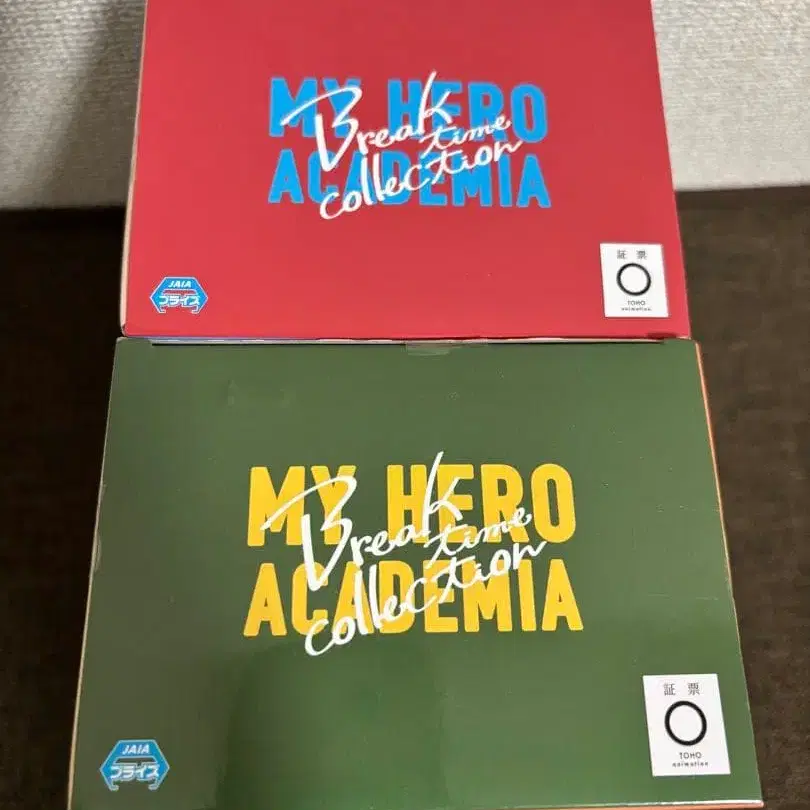 MY HERO
ACADEMIA
Break
time
collection
JAIA
プライズ
証票
TOHO
animation
MY HERO
ACADEMIA
Break
time
collection
JAIA
プライズ
証票
TOHO
animation